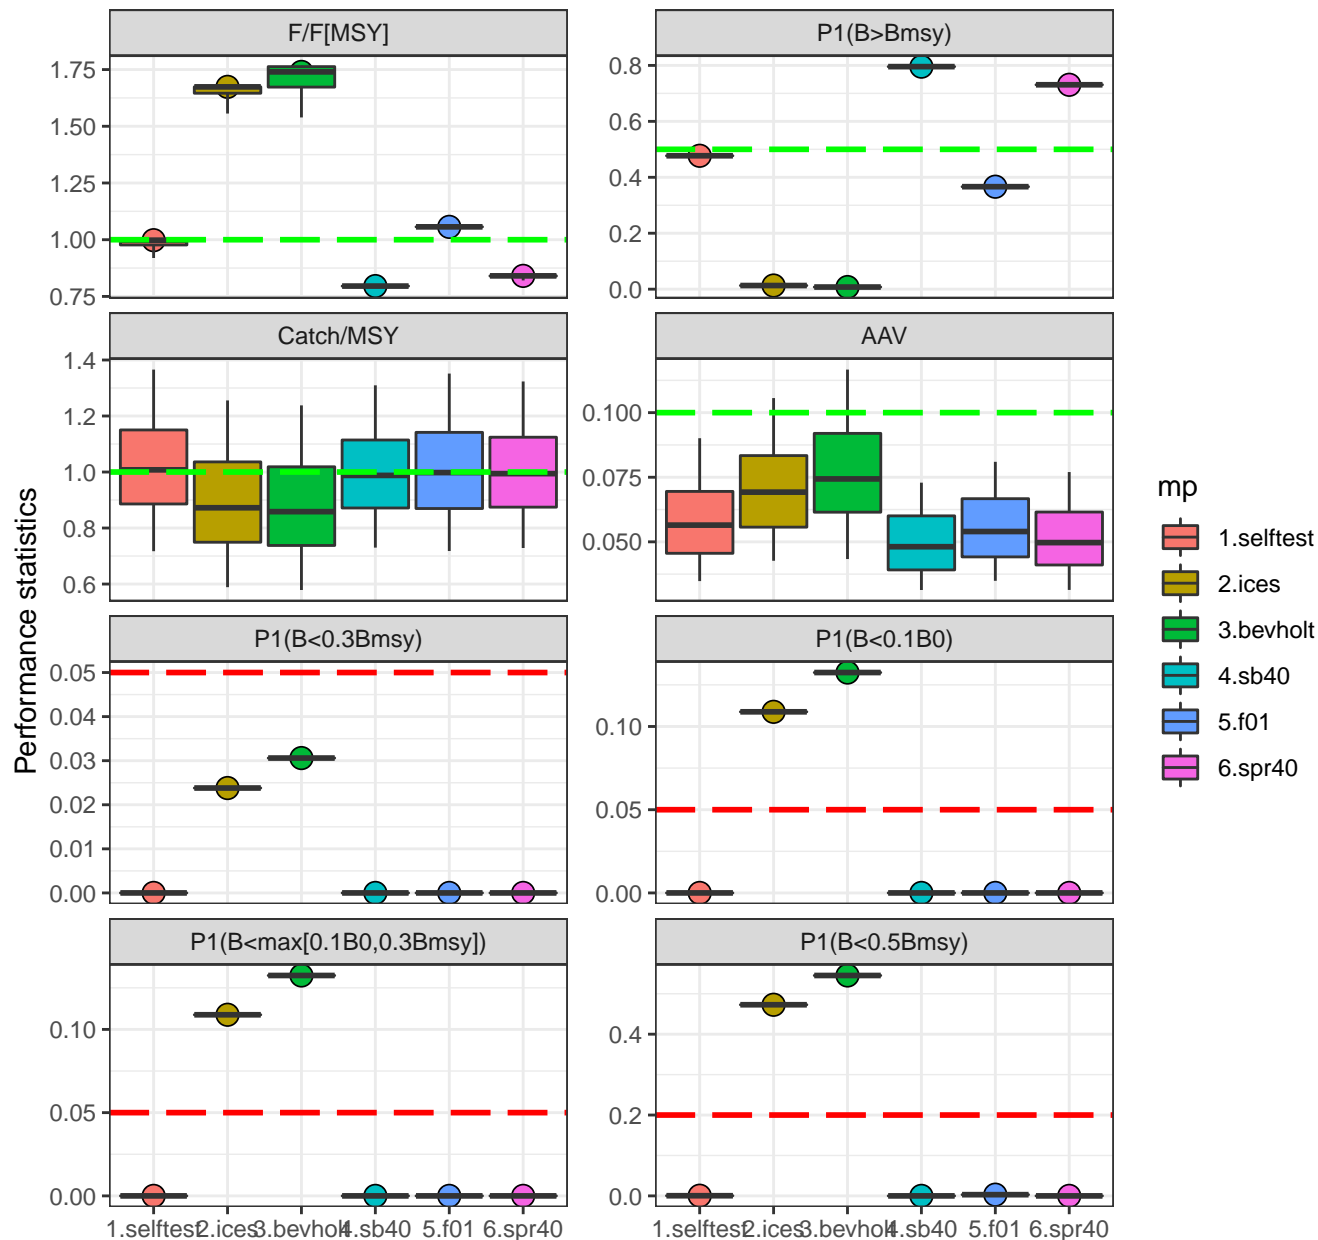 F/F[MSY]
P1(B>Bmsy)
1.75
1.50
1.25
1.00
0.75
0.8
0.6
0.4
0.2
0.0
Catch/MSY
AAV
1.4
1.2
1.0
0.8
0.6
0.100
0.075
0.050
P1(B<0.3Bmsy)
P1(B<0.1B0)
0.05
0.04
0.03
0.02
0.01
0.00
0.10
0.05
0.00
P1(B<max[0.1B0,0.3Bmsy])
P1(B<0.5Bmsy)
0.10
0.05
0.00
0.4
0.2
0.0
1.selftest 2.ices 3.bevholt 4.sb40 5.f01 6.spr40
1.selftest 2.ices 3.bevholt 4.sb40 5.f01 6.spr40
Performance statistics
mp
1.selftest
2.ices
3.bevholt
4.sb40
5.f01
6.spr40